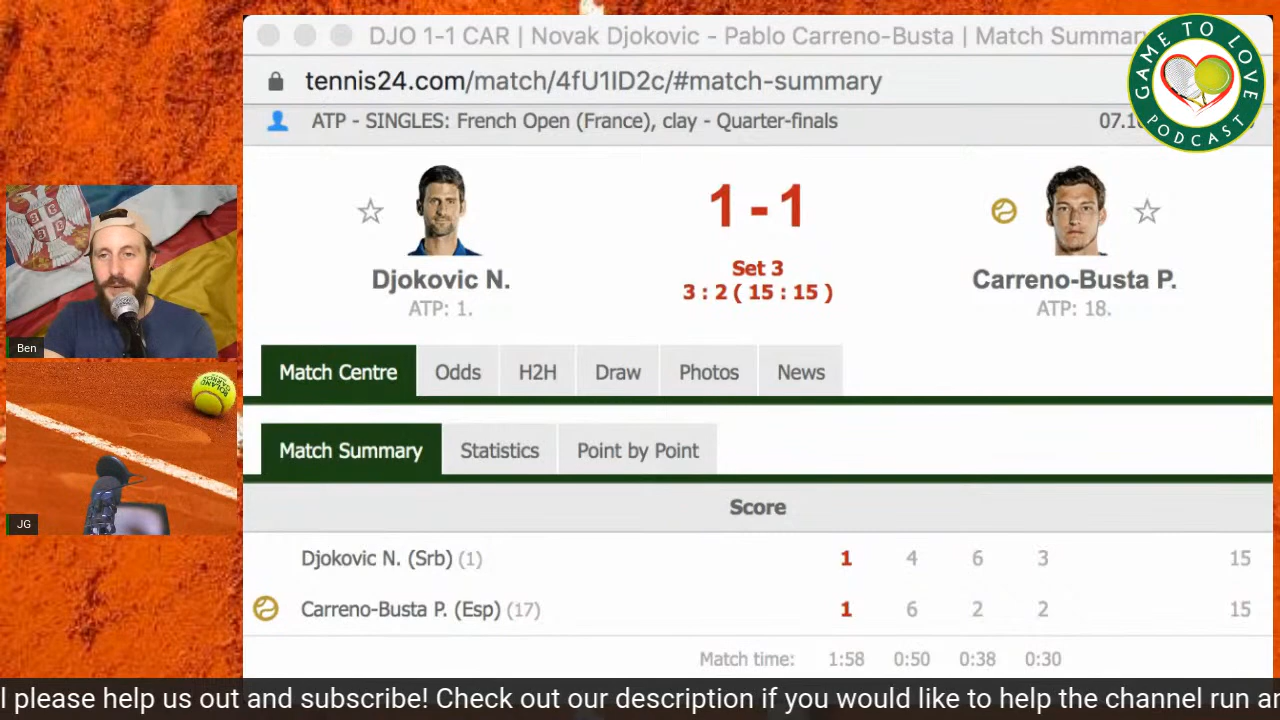 DJO 1-1 CAR | Novak Djokovic - Pablo Carreno-Busta | Match Summary
GAME TO LOVE
PODCAST
tennis24.com/match/4fU1ID2c/#match-summary
ATP - SINGLES: French Open (France), clay - Quarter-finals
1 - 1
Set 3
3 : 2 ( 15 : 15 )
Djokovic N.
ATP: 1.
Carreno-Busta P.
ATP: 18.
Ben
Match Centre Odds H2H Draw Photos News
ROLAND
GARROS
Match Summary Statistics Point by Point
Score
JG
Djokovic N. (Srb) (1) 1 4 6 3 15
Carreno-Busta P. (Esp) (17) 1 6 2 2 15
Match time: 1:58 0:50 0:38 0:30
please help us out and subscribe! Check out our description if you would like to help the channel run